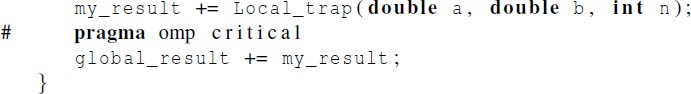 my_result += Local_trap(double a, double b, int n);
# pragma omp critical
global_result += my_result;
}